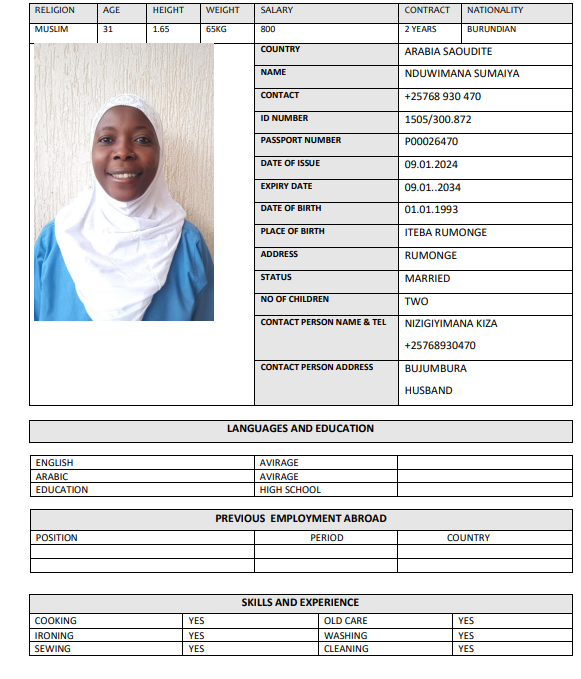 RELIGION AGE HEIGHT WEIGHT SALARY CONTRACT NATIONALITY
MUSLIM 31 1.65 65KG 800 2 YEARS BURUNDIAN
COUNTRY ARABIA SAOUDITE
NAME NDUWIMANA SUMAIYA
CONTACT +25768 930 470
ID NUMBER 1505/300.872
PASSPORT NUMBER P00026470
DATE OF ISSUE 09.01.2024
EXPIRY DATE 09.01..2034
DATE OF BIRTH 01.01.1993
PLACE OF BIRTH ITEBA RUMONGE
ADDRESS RUMONGE
STATUS MARRIED
NO OF CHILDREN TWO
CONTACT PERSON NAME & TEL NIZIGIYIMANA KIZA
+25768930470
CONTACT PERSON ADDRESS BUJUMBURA
HUSBAND
LANGUAGES AND EDUCATION
ENGLISH AVIRAGE
ARABIC AVIRAGE
EDUCATION HIGH SCHOOL
PREVIOUS EMPLOYMENT ABROAD
POSITION PERIOD COUNTRY
SKILLS AND EXPERIENCE
COOKING YES OLD CARE YES
IRONING YES WASHING YES
SEWING YES CLEANING YES